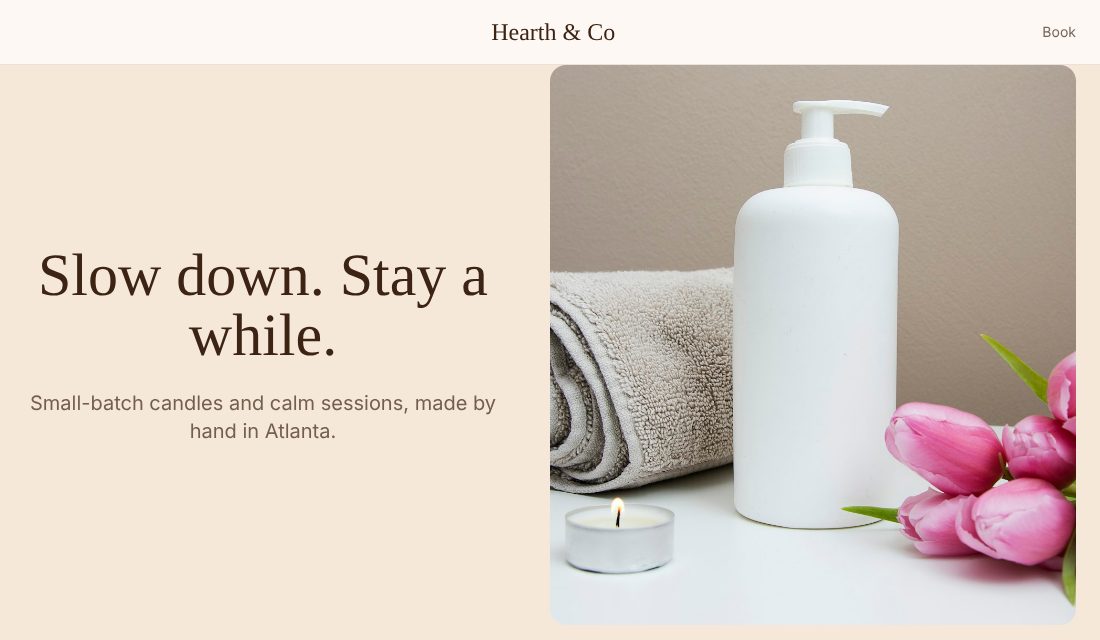 Hearth & Co
Book
Slow down. Stay a
while.
Small-batch candles and calm sessions, made by
hand in Atlanta.